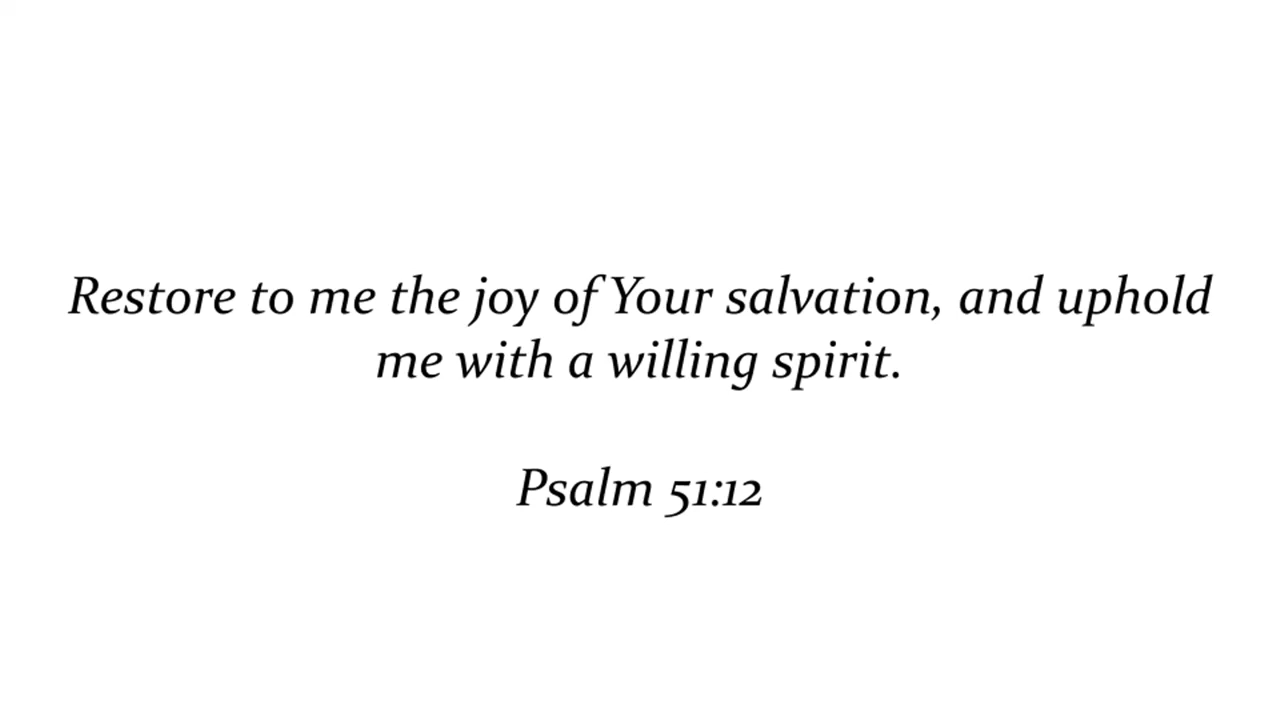 Restore to me the joy of Your salvation, and uphold
me with a willing spirit.
Psalm 51:12